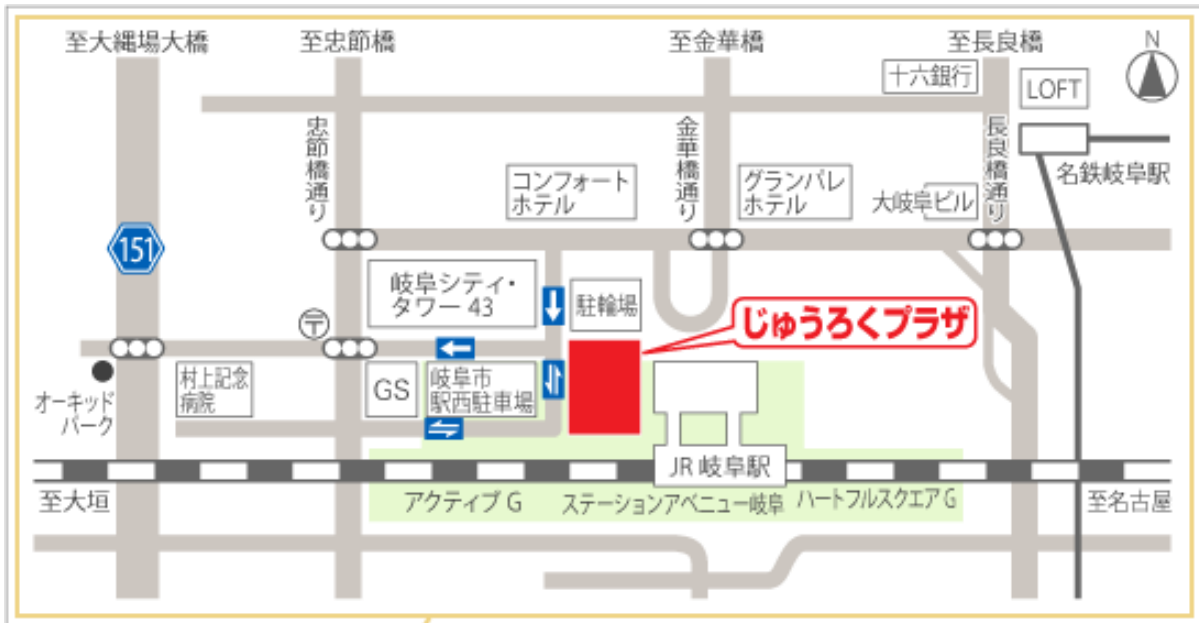 至大縄場大橋
至忠節橋
至金華橋
至長良橋
N
十六銀行
LOFT
忠節橋通り
金華橋通り
長良橋通り
名鉄岐阜駅
コンフォート
ホテル
グランパレ
ホテル
大岐阜ビル
151
岐阜シティ・
タワー 43
駐輪場
じゅうろくプラザ
〒
村上記念
病院
GS
岐阜市
駅西駐車場
オーキッド
パーク
JR 岐阜駅
至大垣
アクティブ G
ステーションアベニュー岐阜
ハートフルスクエア G
至名古屋